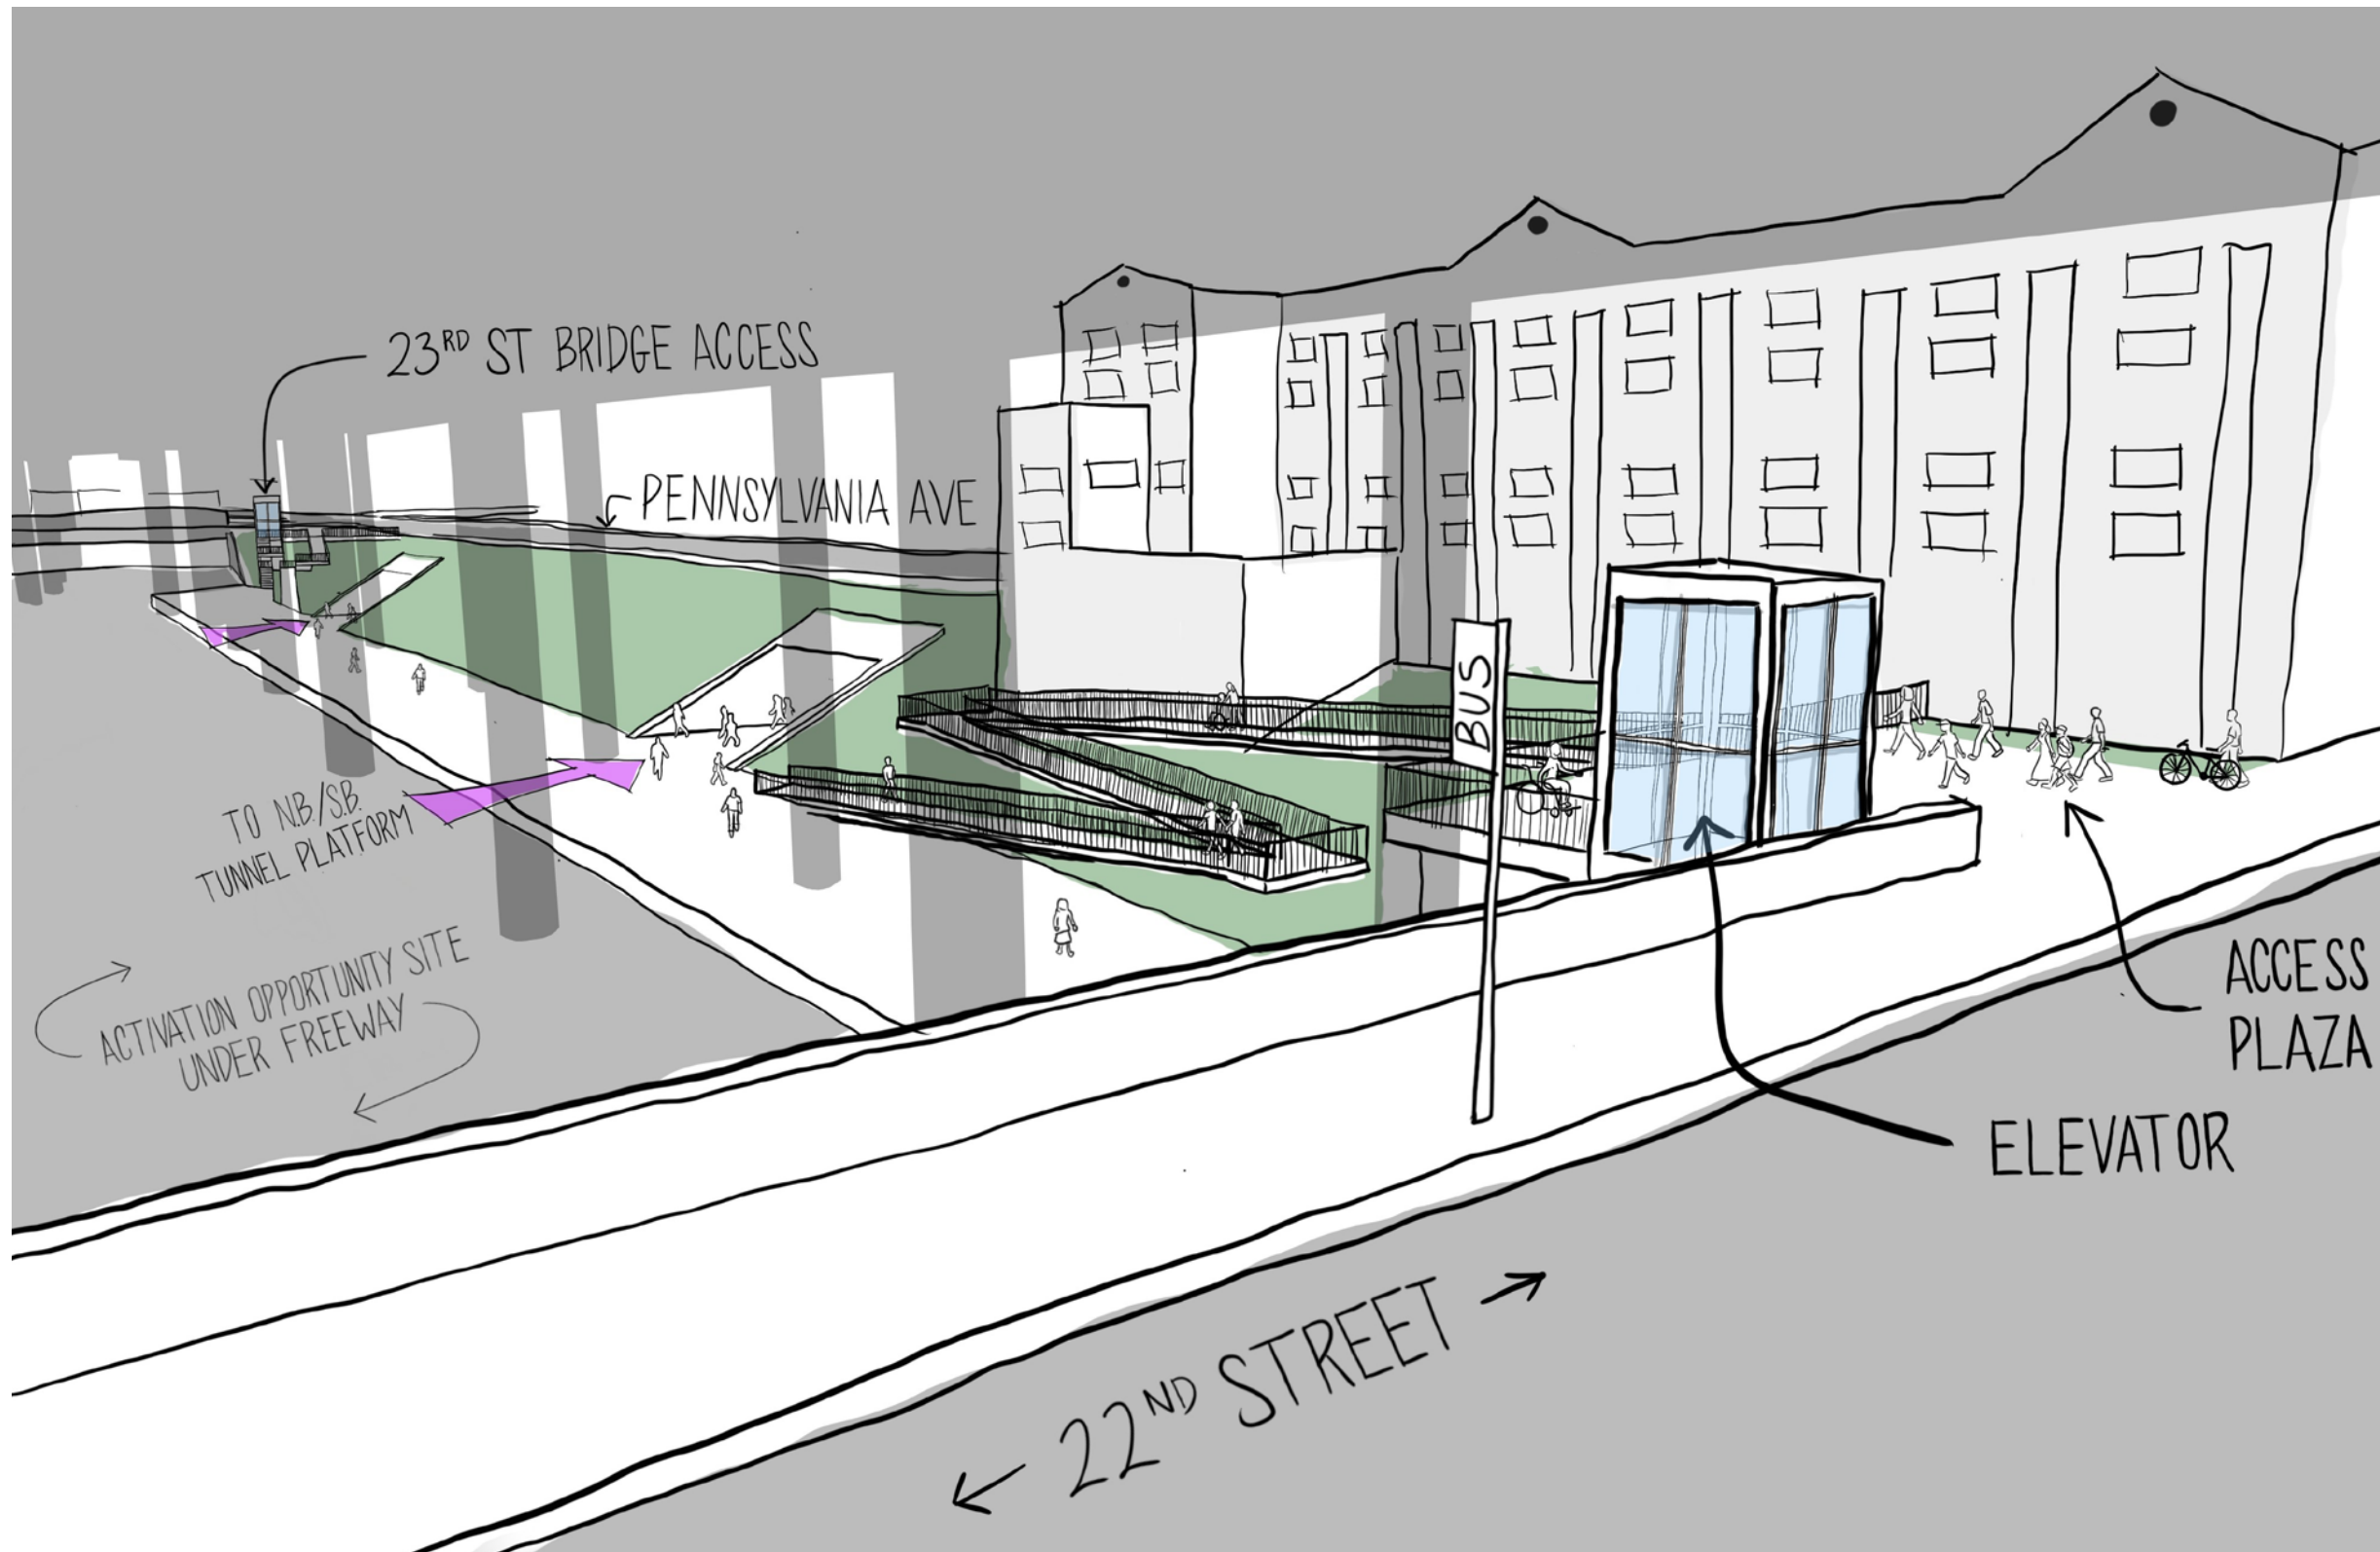 23RD ST BRIDGE ACCESS
PENNSYLVANIA AVE
BUS
TO N.B./S.B.
TUNNEL PLATFORM
ACTIVATION OPPORTUNITY SITE
UNDER FREEWAY
ACCESS
PLAZA
ELEVATOR
← 22ND STREET →